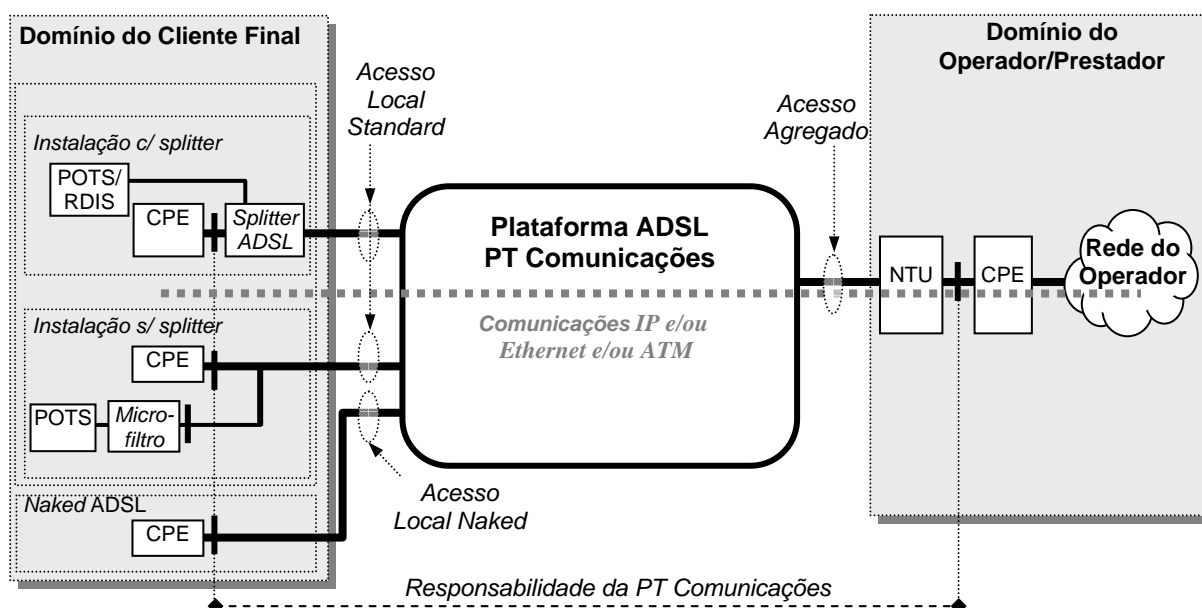 Domínio do Cliente Final
Instalação c/ splitter
POTS/
RDIS
CPE
Splitter
ADSL
Instalação s/ splitter
CPE
POTS
Micro-
filtro
Naked ADSL
CPE
Acesso
Local
Standard
Plataforma ADSL
PT Comunicações
Comunicações IP e/ou
Ethernet e/ou ATM
Acesso
Local Naked
Acesso
Agregado
Domínio do
Operador/Prestador
NTU
CPE
Rede do
Operador
Responsabilidade da PT Comunicações